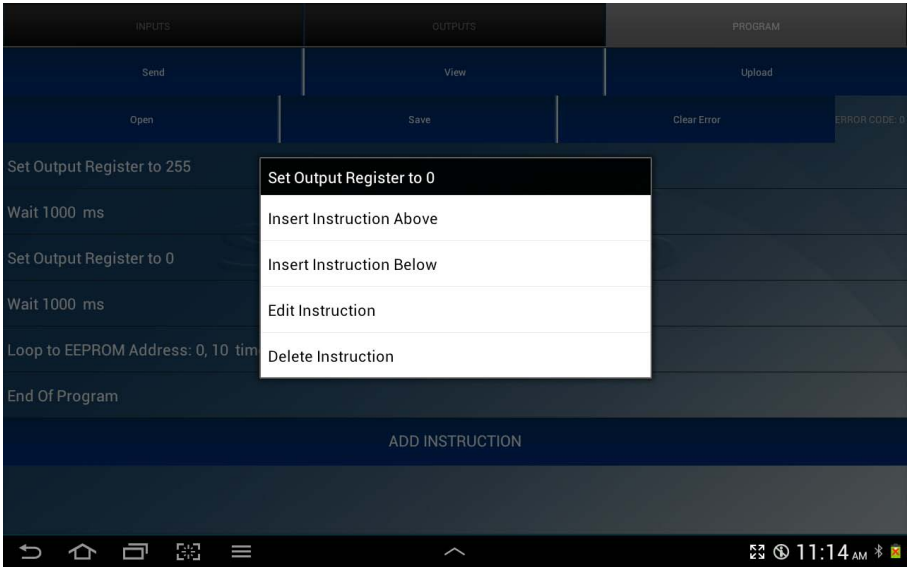 INPUTS
OUTPUTS
PROGRAM
Send
View
Upload
Open
Save
Clear Error
ERROR CODE: 0
Set Output Register to 255
Wait 1000 ms
Set Output Register to 0
Wait 1000 ms
Loop to EEPROM Address: 0, 10 tim
End Of Program
Set Output Register to 0
Insert Instruction Above
Insert Instruction Below
Edit Instruction
Delete Instruction
ADD INSTRUCTION
11:14 AM